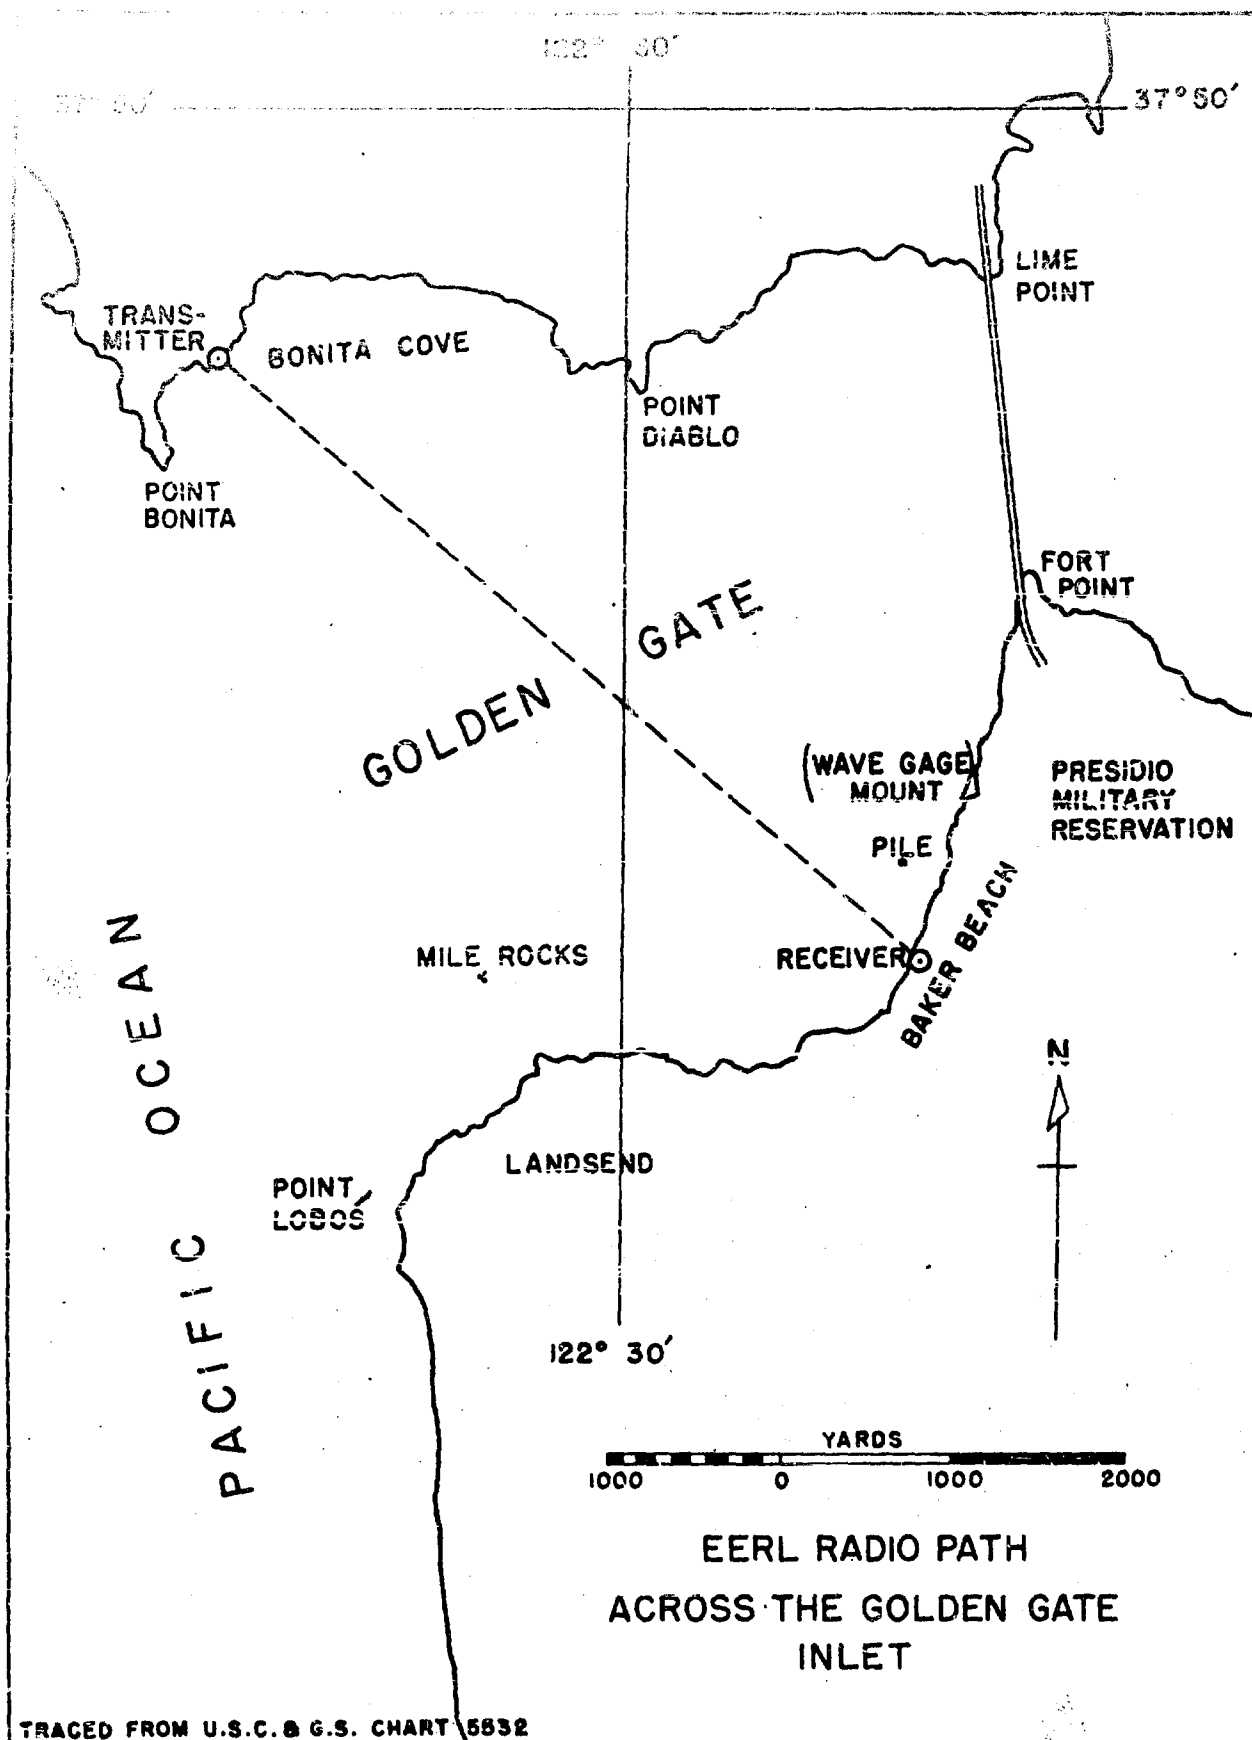 122° 30′
37° 50′
37° 50′
LIME
POINT
TRANS-
MITTER
BONITA COVE
POINT
DIABLO
POINT
BONITA
FORT
POINT
GOLDEN GATE
(WAVE GAGE)
MOUNT
PRESIDIO
MILITARY
RESERVATION
PILE
MILE ROCKS
RECEIVER
BAKER BEACH
PACIFIC OCEAN
N
LANDSEND
POINT
LOBOS
122° 30′
YARDS
1000 0 1000 2000
EERL RADIO PATH
ACROSS THE GOLDEN GATE
INLET
TRACED FROM U.S.C. & G.S. CHART 5532